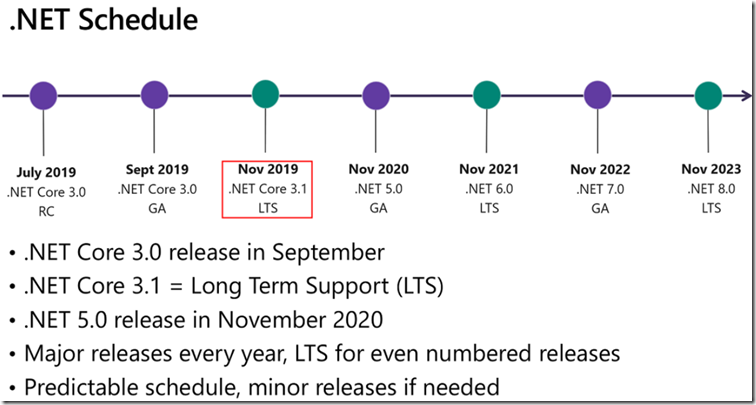 .NET Schedule
July 2019
.NET Core 3.0
RC
Sept 2019
.NET Core 3.0
GA
Nov 2019
.NET Core 3.1
LTS
Nov 2020
.NET 5.0
GA
Nov 2021
.NET 6.0
LTS
Nov 2022
.NET 7.0
GA
Nov 2023
.NET 8.0
LTS
• .NET Core 3.0 release in September
• .NET Core 3.1 = Long Term Support (LTS)
• .NET 5.0 release in November 2020
• Major releases every year, LTS for even numbered releases
• Predictable schedule, minor releases if needed